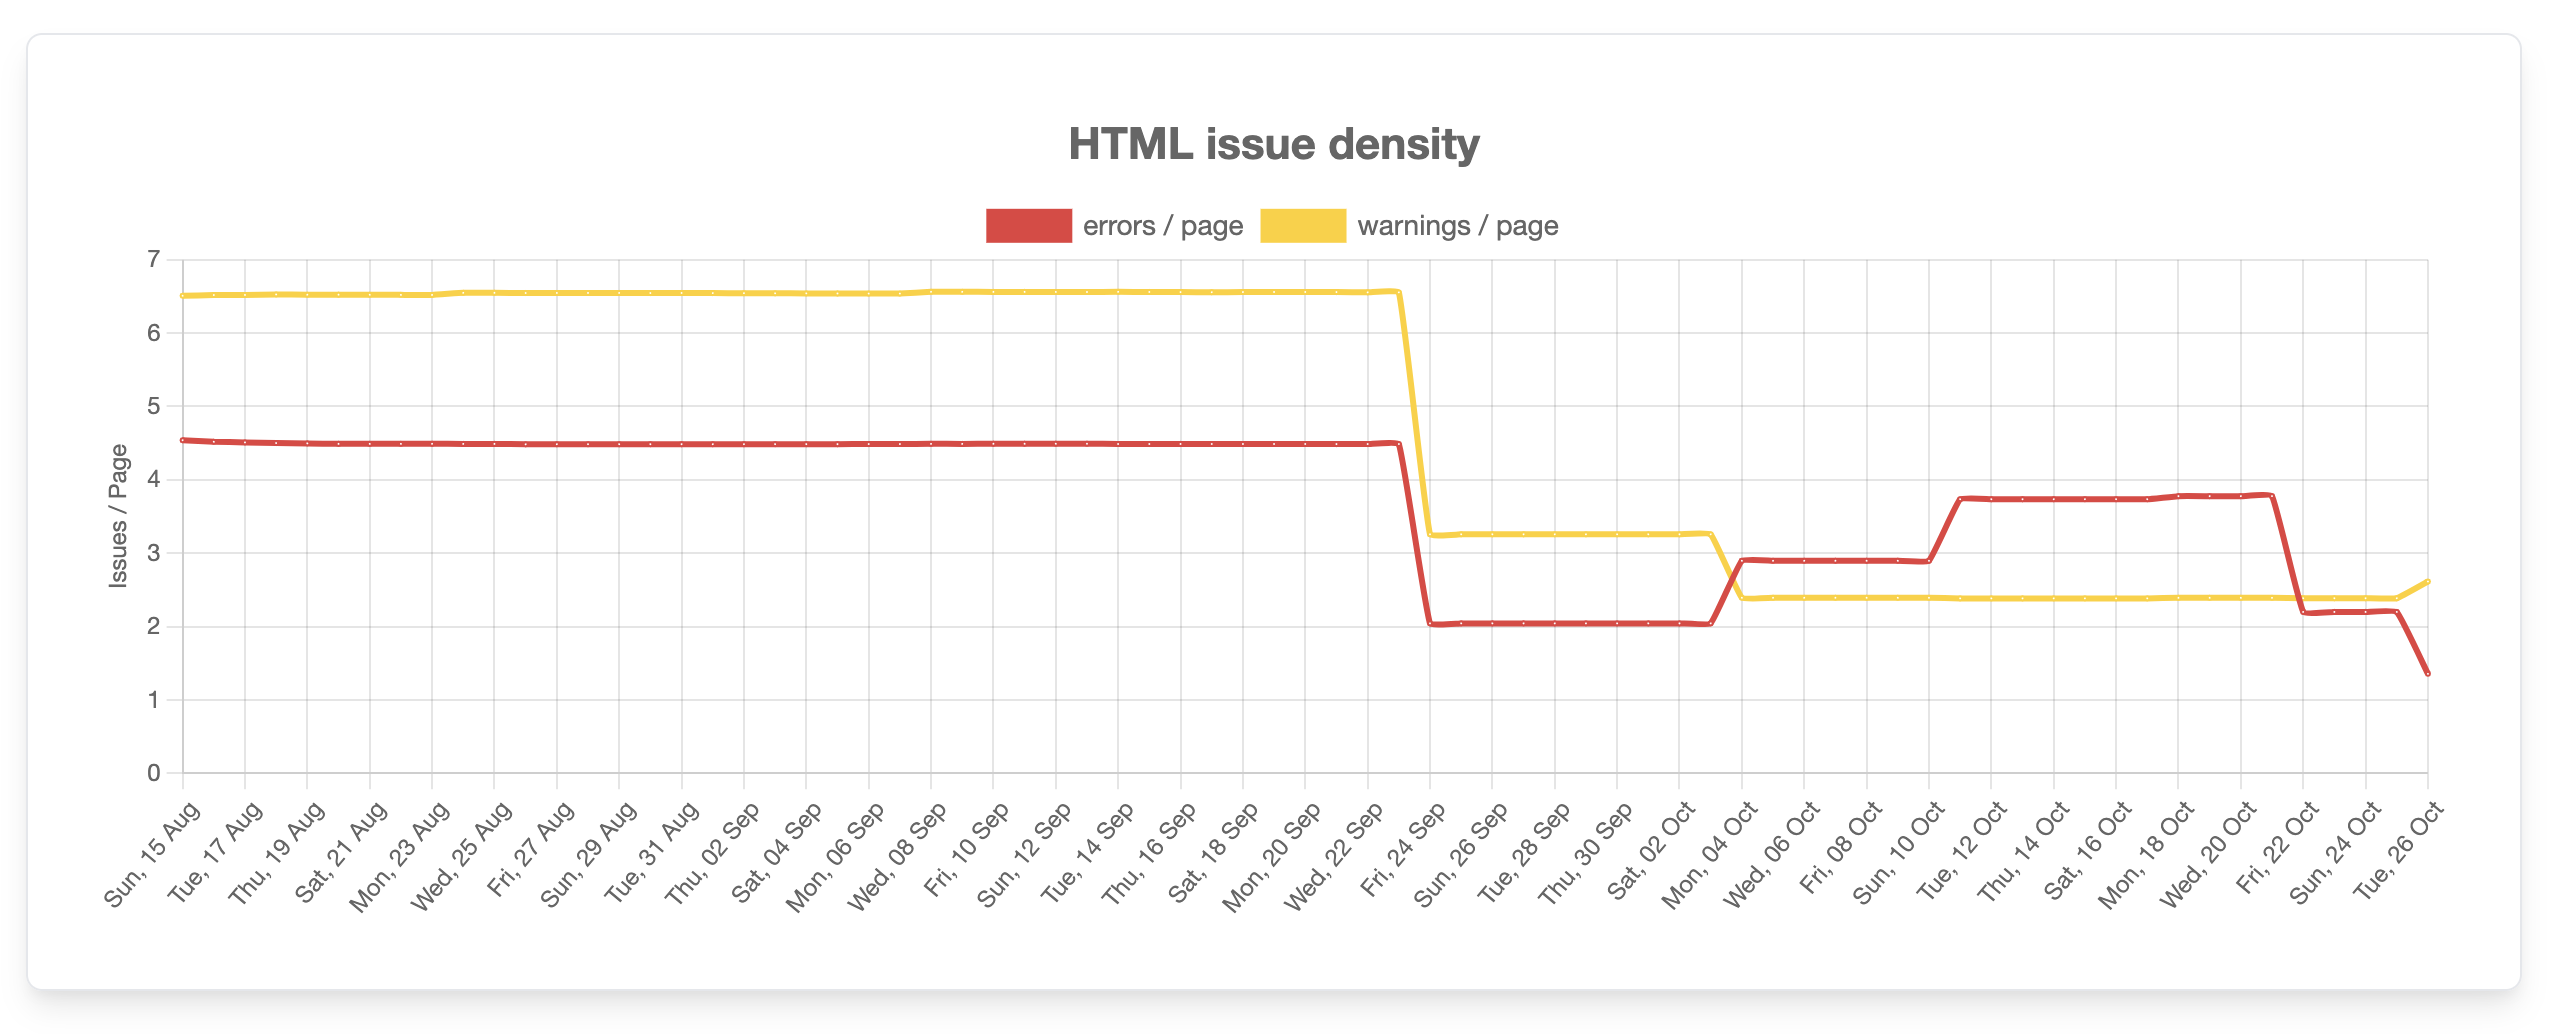 HTML issue density
errors / page
warnings / page
7
6
5
4
3
2
1
0
Issues / Page
Sun, 15 Aug
Tue, 17 Aug
Thu, 19 Aug
Sat, 21 Aug
Mon, 23 Aug
Wed, 25 Aug
Fri, 27 Aug
Sun, 29 Aug
Tue, 31 Aug
Thu, 02 Sep
Sat, 04 Sep
Mon, 06 Sep
Wed, 08 Sep
Fri, 10 Sep
Sun, 12 Sep
Tue, 14 Sep
Thu, 16 Sep
Sat, 18 Sep
Mon, 20 Sep
Wed, 22 Sep
Fri, 24 Sep
Sun, 26 Sep
Tue, 28 Sep
Thu, 30 Sep
Sat, 02 Oct
Mon, 04 Oct
Wed, 06 Oct
Fri, 08 Oct
Sun, 10 Oct
Tue, 12 Oct
Thu, 14 Oct
Sat, 16 Oct
Mon, 18 Oct
Wed, 20 Oct
Fri, 22 Oct
Sun, 24 Oct
Tue, 26 Oct